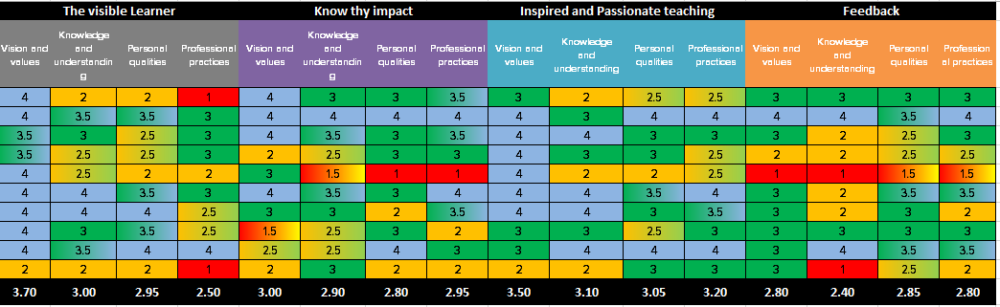 The visible Learner Know thy impact Inspired and Passionate teaching Feedback
Vision and values
Knowledge and understandin g
Personal qualities
Professional practices
Vision and values
Knowledge and understandin g
Personal qualities
Professional practices
Vision and values
Knowledge and understanding
Personal qualities
Professional practices
Vision and values
Knowledge and understanding
Personal qualities
Profession al practices
4 2 2 1 4 3 3 3.5 3 2 2.5 2.5 3 3 3 3
4 3.5 3.5 3 4 4 4 4 4 3 4 4 4 4 3.5 4
3.5 3 2.5 3 4 3.5 3 3.5 4 4 3 3 3 2 2.5 3
3.5 2.5 2.5 3 2 2.5 3 3 4 3 3 2.5 2 2 2.5 2.5
4 2.5 2 2 3 1.5 1 1 4 2 2 2.5 1 1 1.5 1.5
4 4 3.5 3 4 3.5 3 4 4 4 3.5 4 3 2 3.5 3.5
4 4 4 2.5 3 3 2 3.5 4 4 3 3.5 3 2 3 2
4 3 3.5 2.5 1.5 2.5 3 2 3 3 2.5 3 3 3 3 3
4 3.5 4 4 2.5 2.5 4 3 3 4 4 4 3 4 3.5 3.5
2 2 2 1 2 3 2 2 2 2 3 3 3 1 2.5 2
3.70 3.00 2.95 2.50 3.00 2.90 2.80 2.95 3.50 3.10 3.05 3.20 2.80 2.40 2.85 2.80